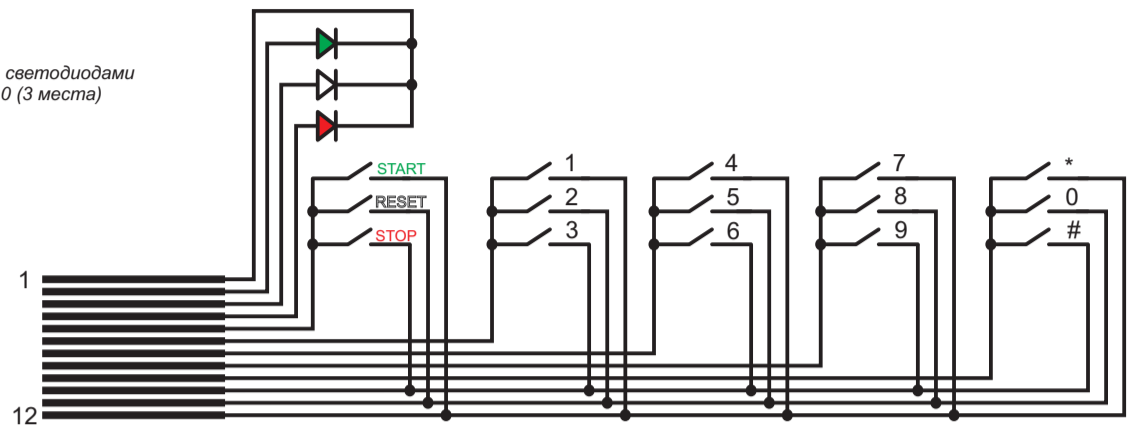 светодиодами
0 (3 места)
START 1 4 7 *
RESET 2 5 8 0
STOP 3 6 9 #
1
12